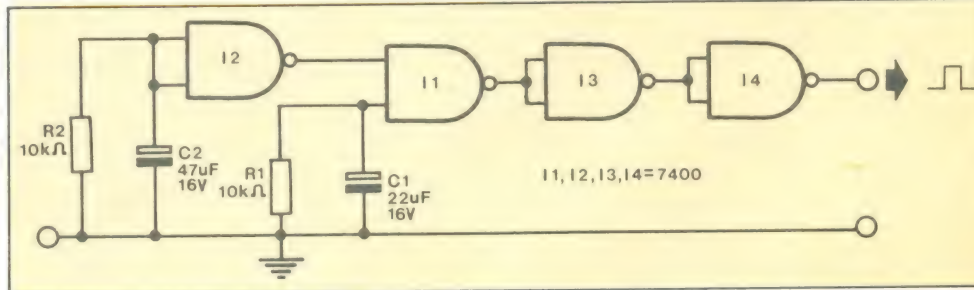 I2
I1
I3
I4
R2
10kΩ
C2
47uF
16V
R1
10kΩ
C1
22uF
16V
I1, I2, I3, I4=7400